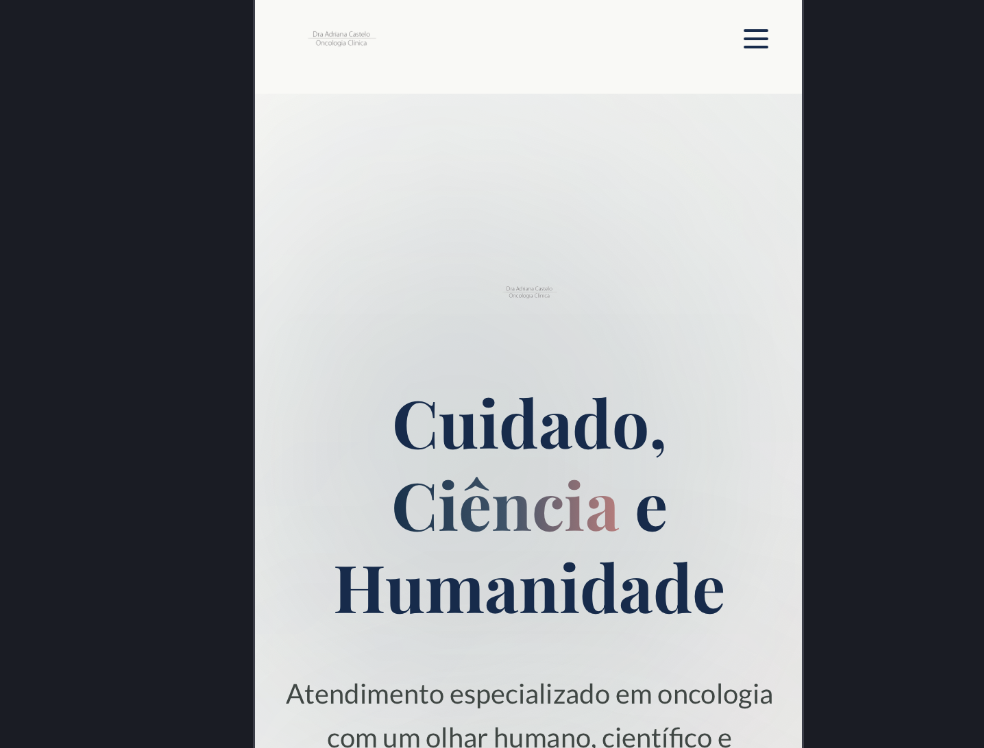 Dra Adriana Castelo
Oncologia Clínica
Dra Adriana Castelo
Oncologia Clínica
Cuidado,
Ciência e
Humanidade
Atendimento especializado em oncologia
com um olhar humano, científico e